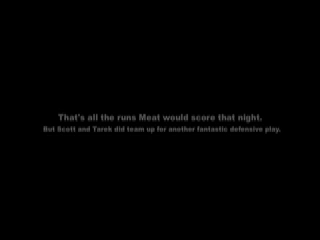 That's all the runs Meat would score that night.
But Scott and Tarek did team up for another fantastic defensive play.